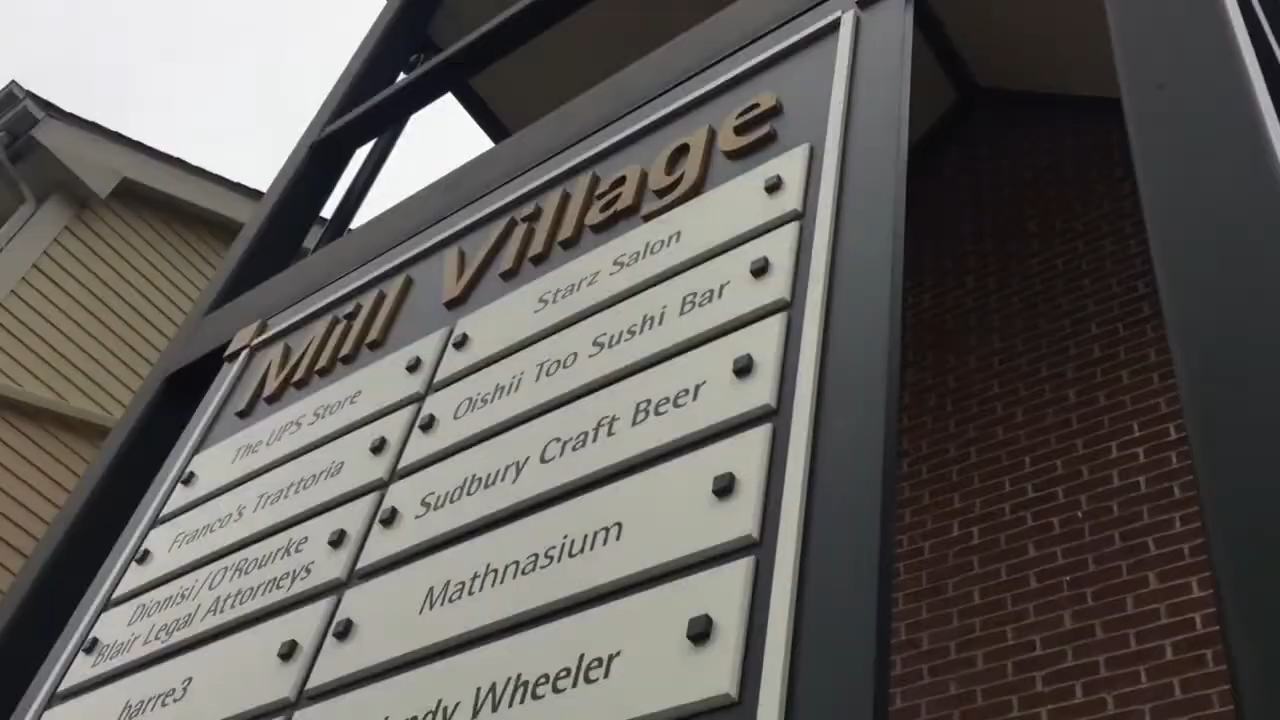 Mill Village
The UPS Store
Franco's Trattoria
Dionisi/O'Rourke
Blair Legal Attorneys
barre3
Starz Salon
Oishii Too Sushi Bar
Sudbury Craft Beer
Mathnasium
Wheeler